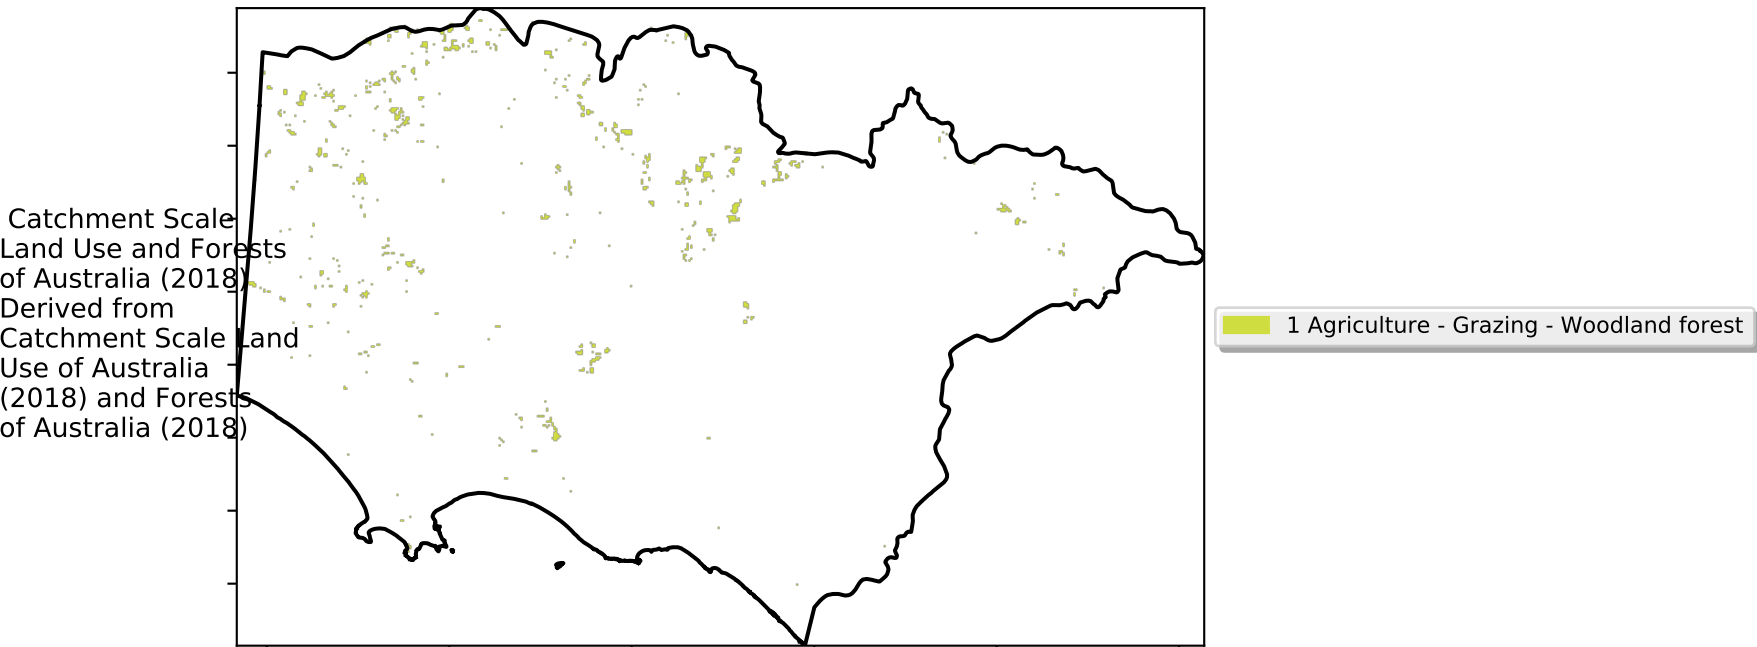 Catchment Scale
Land Use and Forests
of Australia (2018)
Derived from
Catchment Scale Land
Use of Australia
(2018) and Forests
of Australia (2018)
1 Agriculture - Grazing - Woodland forest